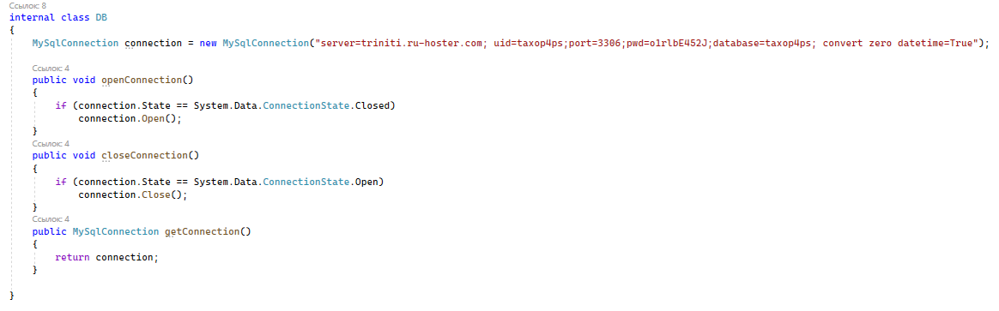 Ссылок: 8
internal class DB
{
MySqlConnection connection = new MySqlConnection("server=triniti.ru-hoster.com; uid=taxop4ps;port=3306;pwd=o1rlbE452J;database=taxop4ps; convert zero datetime=True");
Ссылок: 4
public void openConnection()
{
if (connection.State == System.Data.ConnectionState.Closed)
connection.Open();
}
Ссылок: 4
public void closeConnection()
{
if (connection.State == System.Data.ConnectionState.Open)
connection.Close();
}
Ссылок: 4
public MySqlConnection getConnection()
{
return connection;
}
}